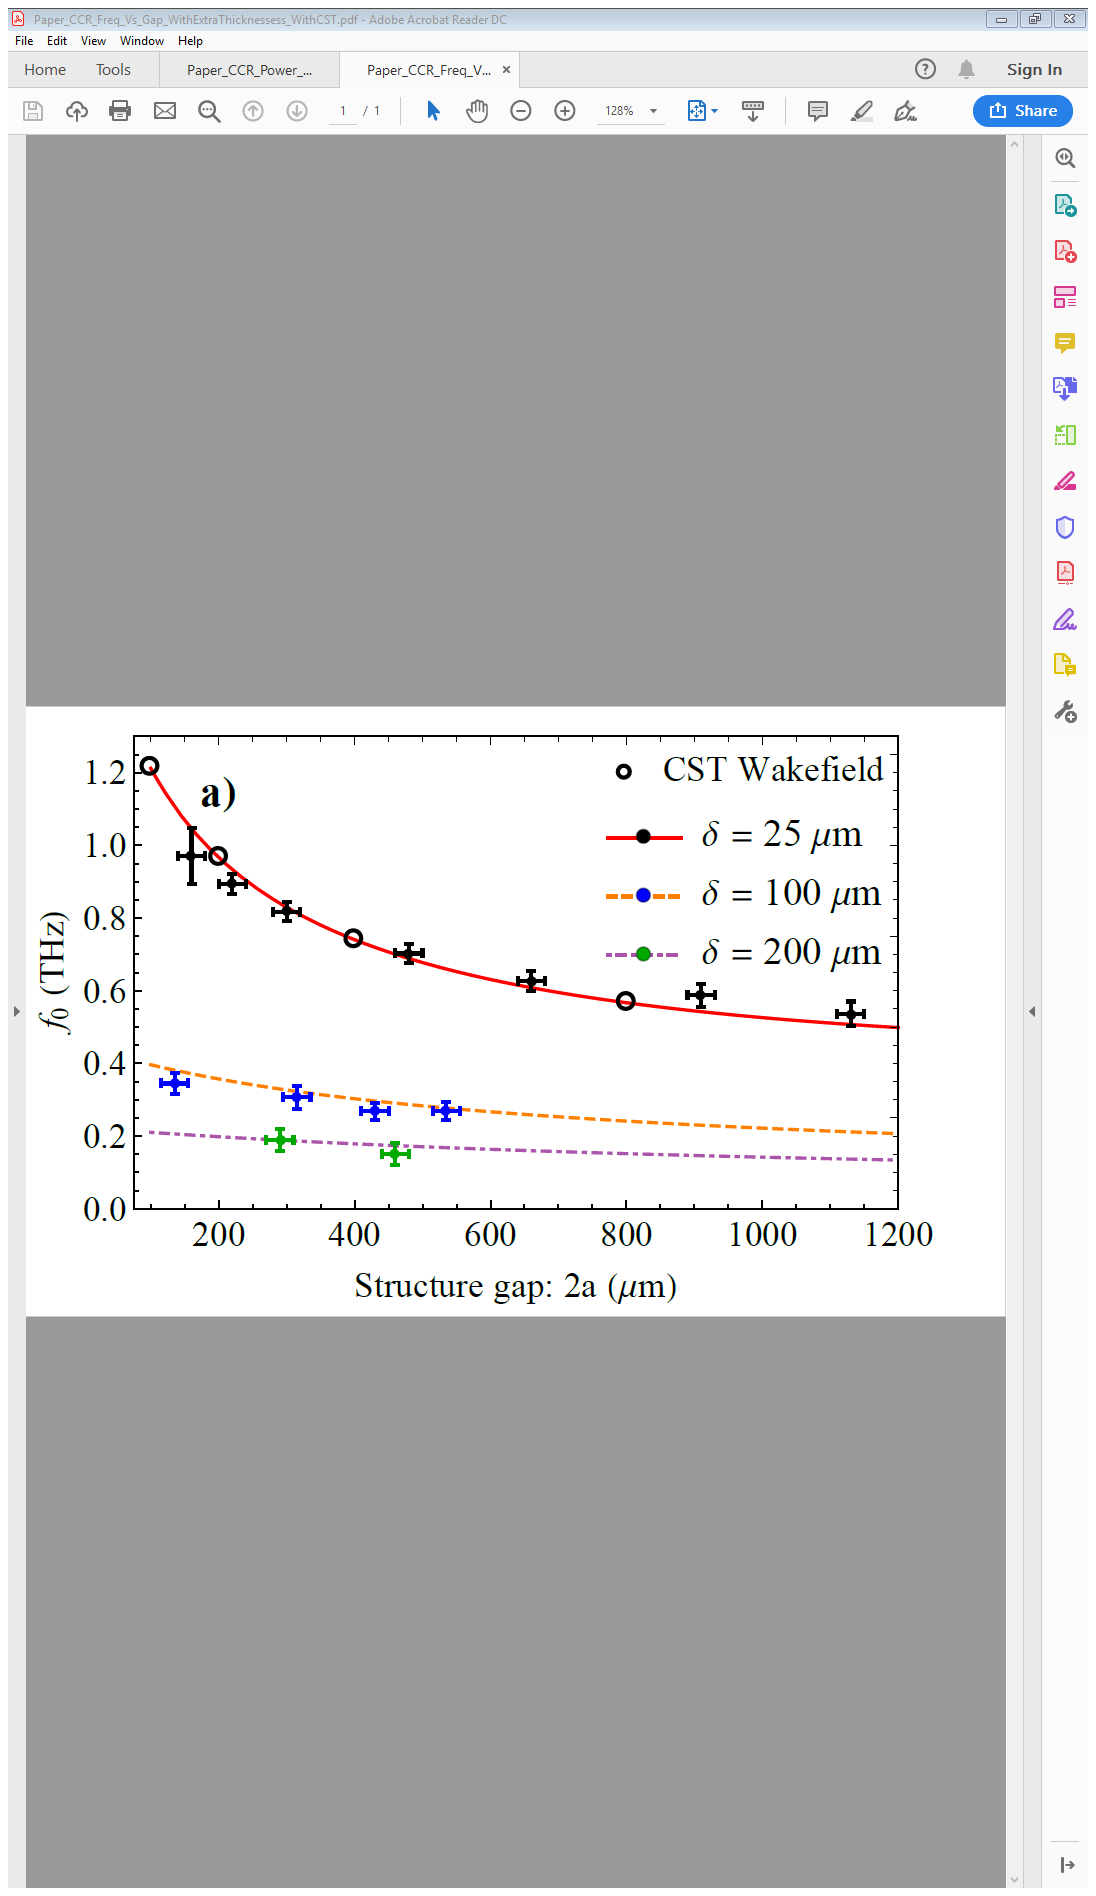 Paper_CCR_Freq_Vs_Gap_WithExtraThicknessess_WithCST.pdf - Adobe Acrobat Reader DC
File Edit View Window Help
Home Tools Paper_CCR_Power_... Paper_CCR_Freq_V... × Sign In
1 / 1 128% Share
a)
CST Wakefield
δ = 25 μm
δ = 100 μm
δ = 200 μm
f0 (THz)
1.2
1.0
0.8
0.6
0.4
0.2
0.0
200 400 600 800 1000 1200
Structure gap: 2a (μm)